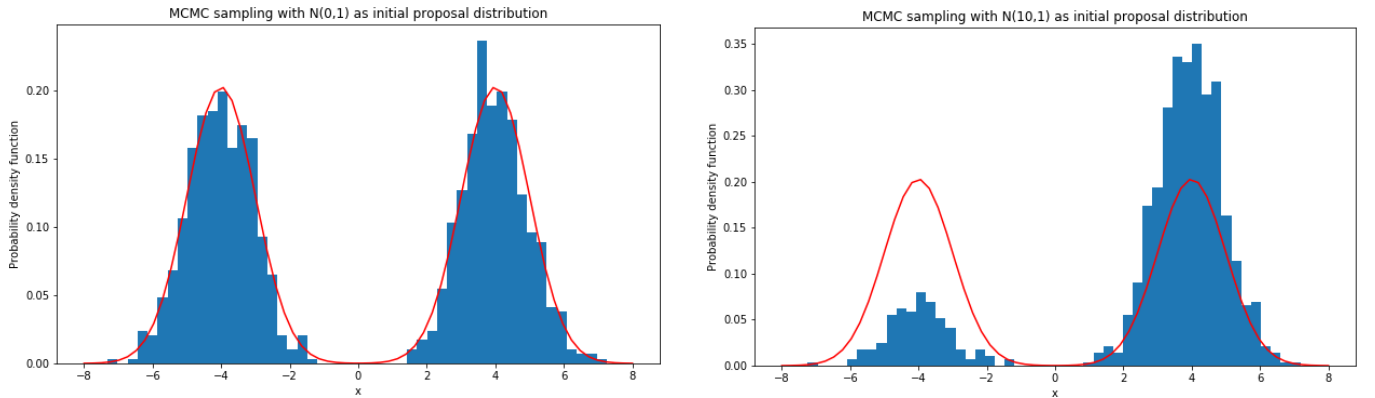 MCMC sampling with N(0,1) as initial proposal distribution
Probability density function
0.20
0.15
0.10
0.05
0.00
−8 −6 −4 −2 0 2 4 6 8
x
MCMC sampling with N(10,1) as initial proposal distribution
Probability density function
0.35
0.30
0.25
0.20
0.15
0.10
0.05
0.00
−8 −6 −4 −2 0 2 4 6 8
x